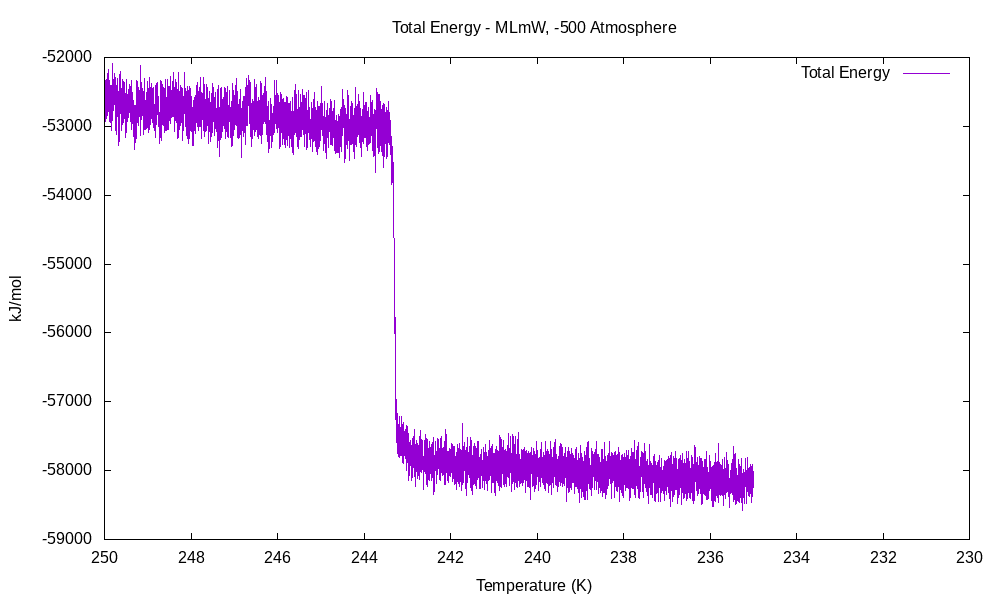 Total Energy - MLmW, -500 Atmosphere
Total Energy
-52000
-53000
-54000
-55000
-56000
-57000
-58000
-59000
kJ/mol
250 248 246 244 242 240 238 236 234 232 230
Temperature (K)